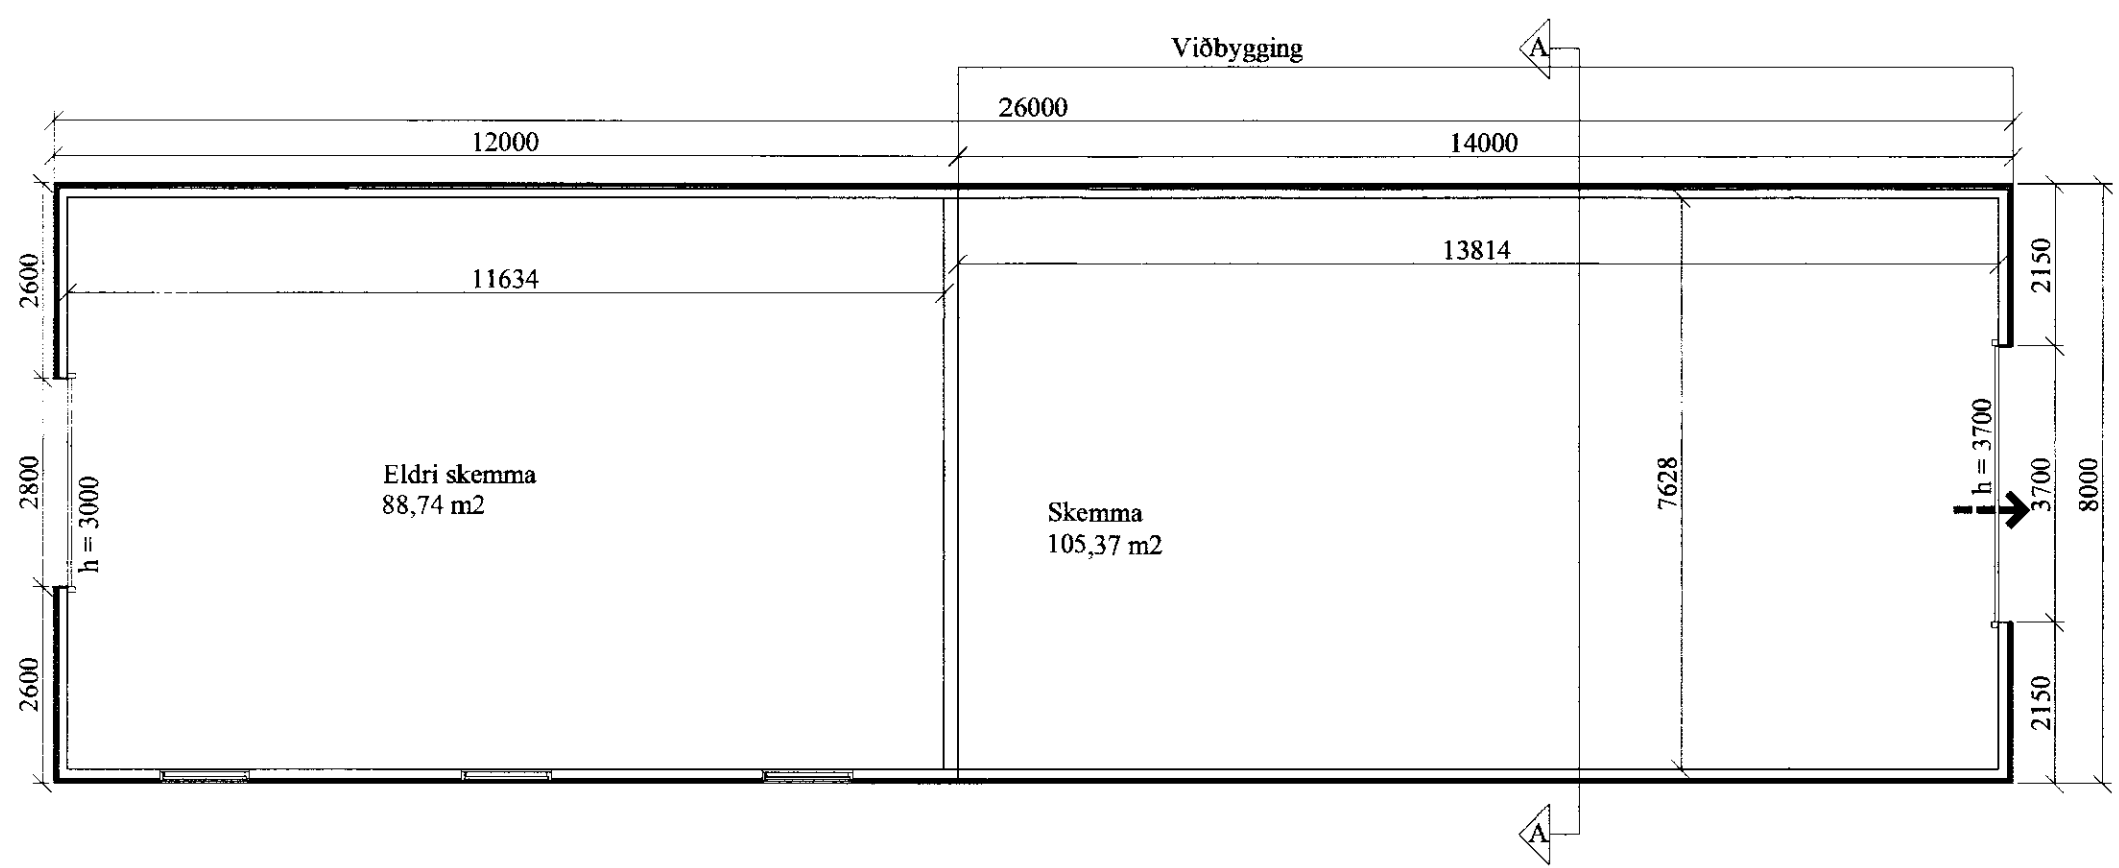 Viðbygging
A
26000
12000
14000
13814
11634
2600
2150
2800
h = 3000
Eldri skemma
88,74 m2
Skemma
105,37 m2
7628
h = 3700
3700
8000
2600
2150
A